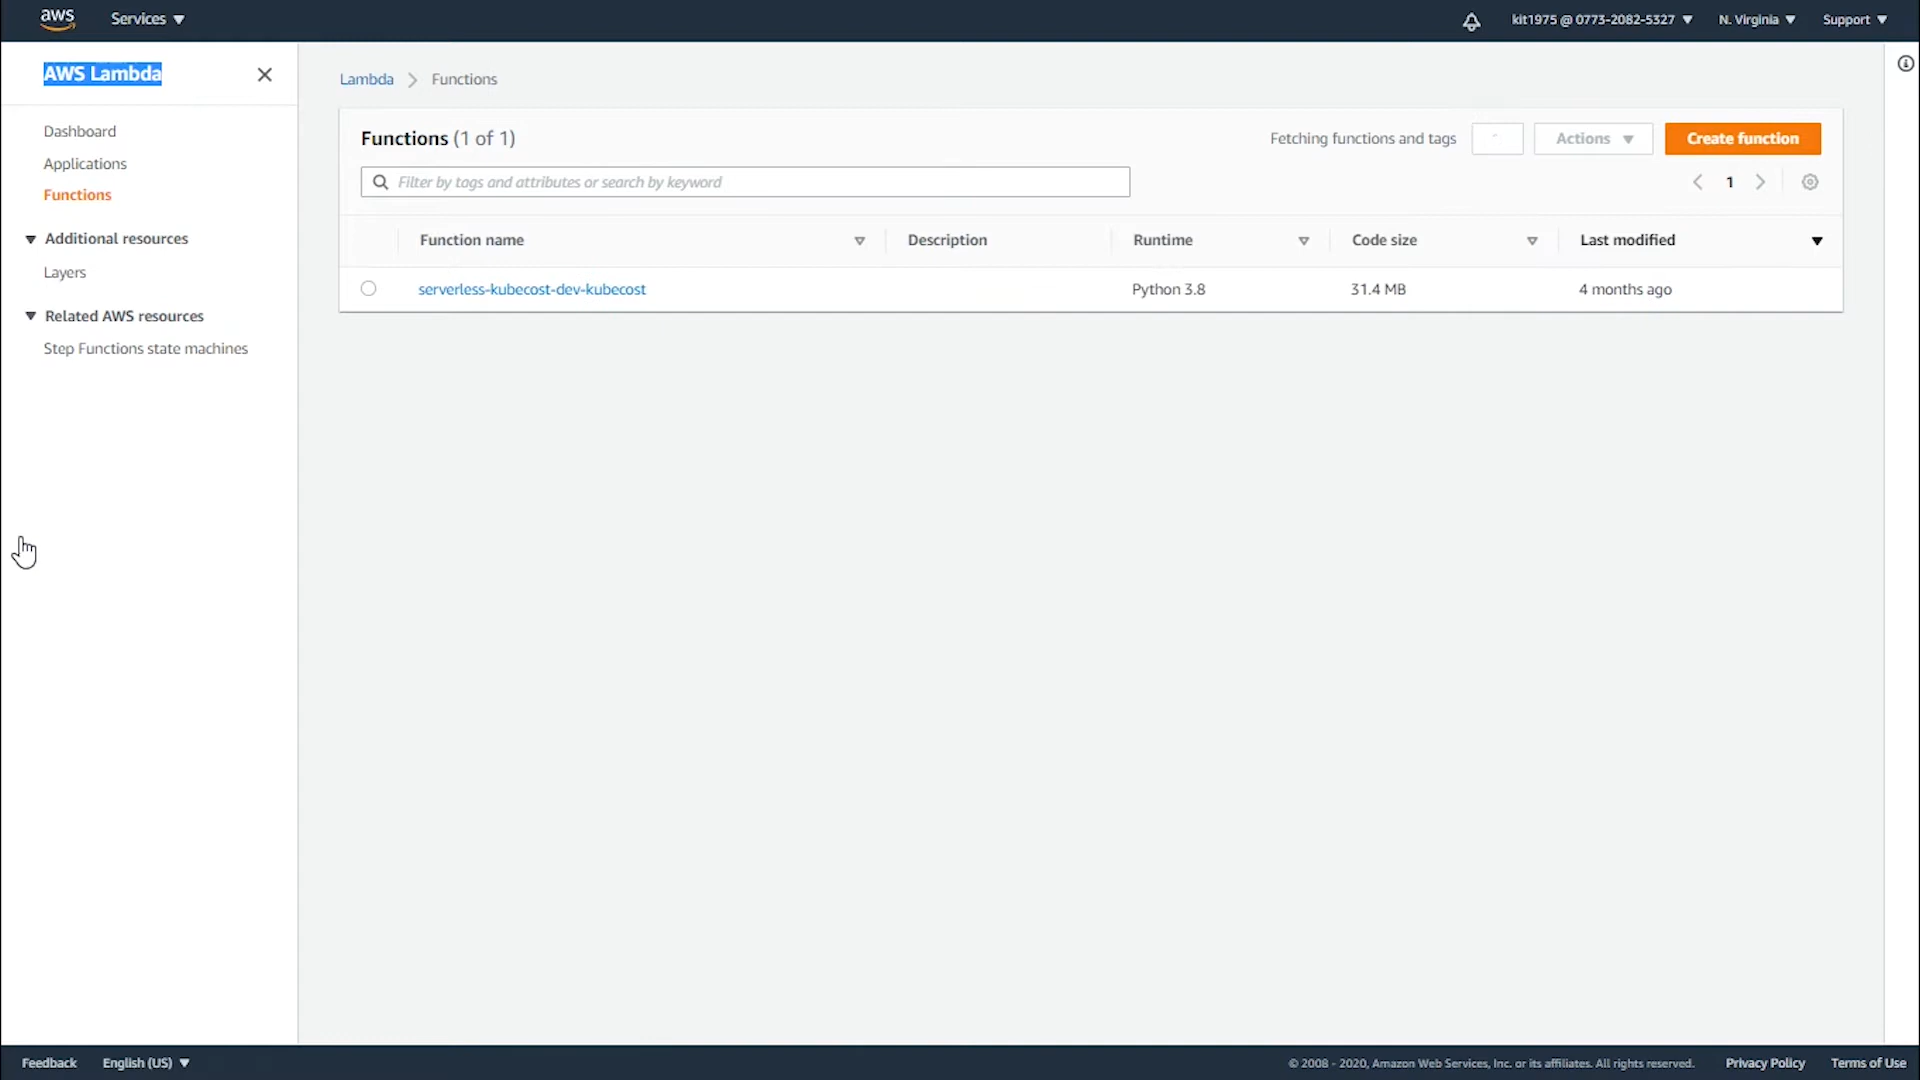 aws Services kit1975 @ 0773-2082-5327 N. Virginia Support
AWS Lambda
Dashboard
Applications
Functions
Additional resources
Layers
Related AWS resources
Step Functions state machines
Lambda Functions
Functions (1 of 1) Fetching functions and tags Actions Create function
Filter by tags and attributes or search by keyword 1
Function name Description Runtime Code size Last modified
serverless-kubecost-dev-kubecost Python 3.8 31.4 MB 4 months ago
Feedback English (US) © 2008 - 2020, Amazon Web Services, Inc. or its affiliates. All rights reserved. Privacy Policy Terms of Use